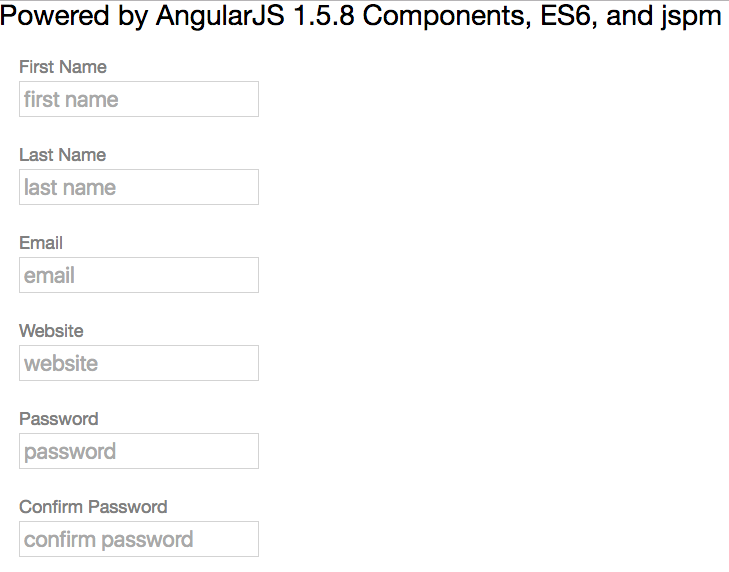 Powered by AngularJS 1.5.8 Components, ES6, and jspm
First Name
first name
Last Name
last name
Email
email
Website
website
Password
password
Confirm Password
confirm password